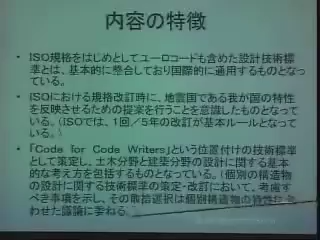 内容の特徴
• ISO規格をはじめとしてユーロコードも含めた設計技術標
準とは、基本的に整合しており国際的に通用するものとなっ
ている。
• ISOにおける規格改訂時に、地震国である我が国の特性
を反映させるための提案を行うことを意識したものとなって
いる。（ISOでは、1回／5年の改訂が基本ルールとなって
いる。）
• 「Code for Code Writers」という位置付けの技術標準
として策定し、土木分野と建築分野の設計に関する基本
的な考え方を包括するものとなっている。（個別の構造物
の設計に関する技術標準の策定・改訂において、考慮す
べき事項を示し、その取捨選択は個別構造物の特性に合
わせた議論に委ねる。）